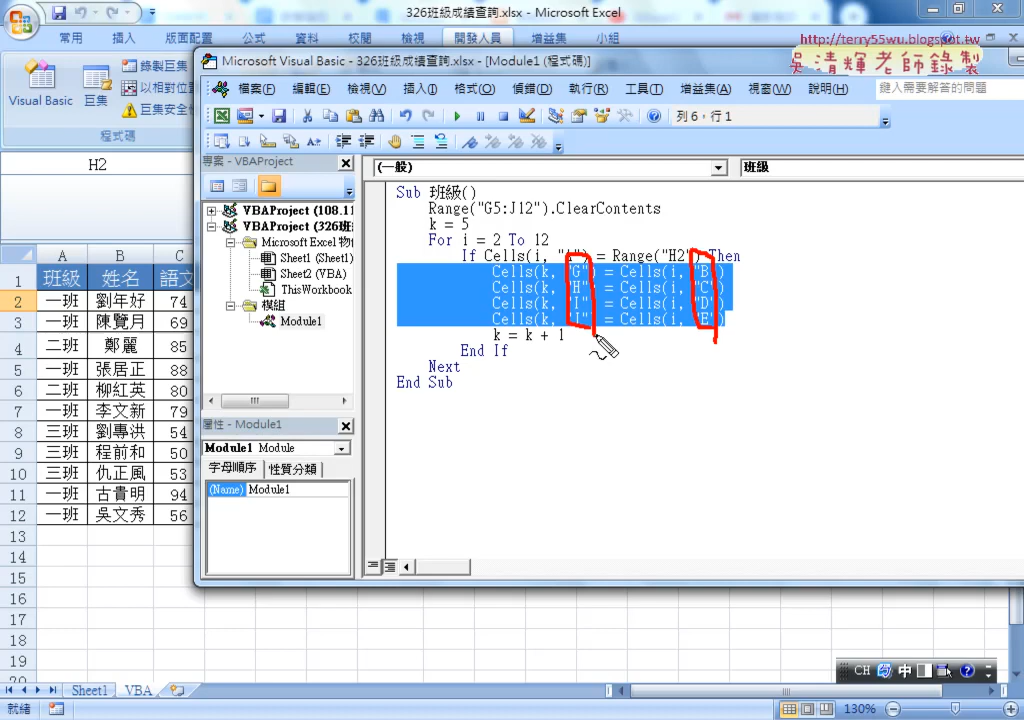 326班級成績查詢.xlsx - Microsoft Excel
常用 插入 版面配置 公式 資料 校閱 檢視 開發人員 增益集 小組
http://terry55wu.blogspot.tw
吳清輝老師錄製
Visual Basic
巨集
錄製巨集
以相對位
巨集安全
程式碼
H2
Microsoft Visual Basic - 326班級成績查詢.xlsx - [Module1 (程式碼)]
檔案(F) 編輯(E) 檢視(V) 插入(I) 格式(O) 偵錯(D) 執行(R) 工具(T) 增益集(A) 視窗(W) 說明(H)
鍵入需要解答的問題
列 6，行 1
專案 - VBAProject
VBAProject (108.11
VBAProject (326班
Microsoft Excel 物
Sheet1 (Sheet1)
Sheet2 (VBA)
ThisWorkbook
模組
Module1
屬性 - Module1
Module1 Module
字母順序 性質分類
(Name) Module1
(一般) 班級
Sub 班級()
Range("G5:J12").ClearContents
k = 5
For i = 2 To 12
If Cells(i, "A") = Range("H2") Then
Cells(k, "G") = Cells(i, "B")
Cells(k, "H") = Cells(i, "C")
Cells(k, "I") = Cells(i, "D")
Cells(k, "I" = Cells(i, "E")
k = k + 1
End If
Next
End Sub
A B C
1 班級 姓名 語文
2 一班 劉年好 74
3 一班 陳覽月 69
4 二班 鄭麗 85
5 一班 張居正 88
6 二班 柳紅英 80
7 一班 李文新 79
8 三班 劉專洪 54
9 三班 程前和 50
10 三班 仇正風 53
11 一班 古貴明 94
12 一班 吳文秀 56
13
14
15
16
17
18
19
20
Sheet1 VBA
CH 中
就緒
130%